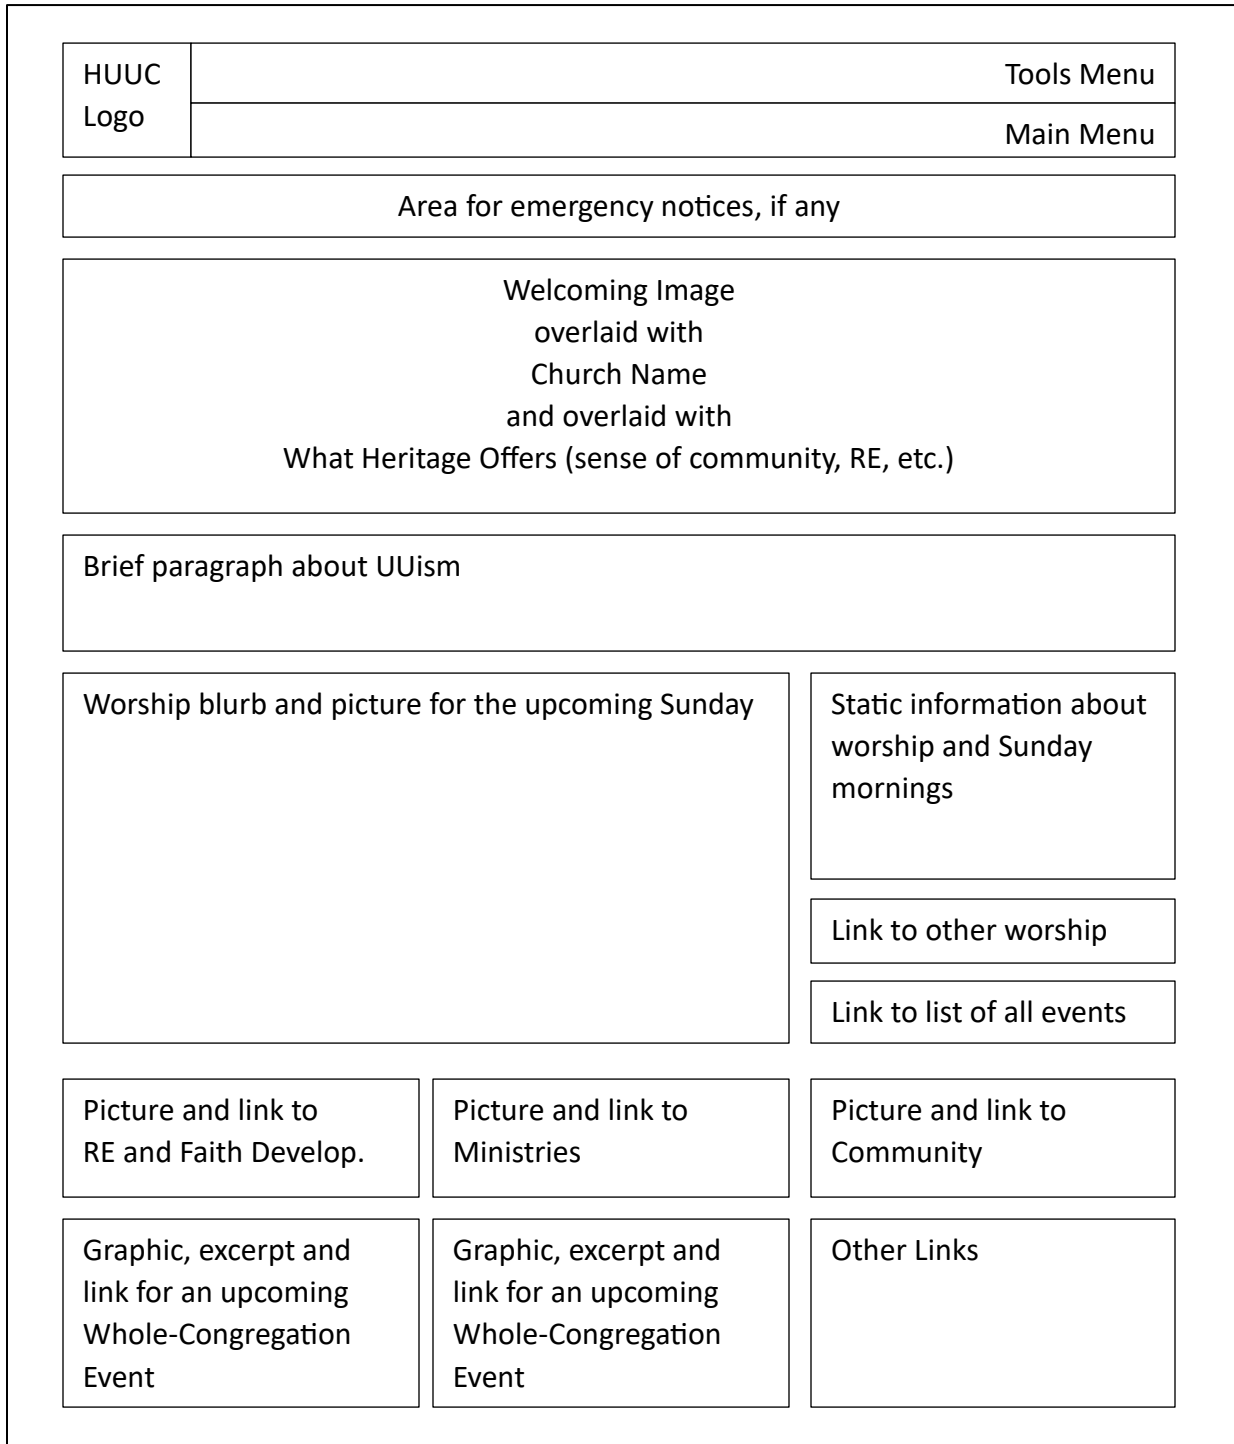 HUUC
Logo
Tools Menu
Main Menu
Area for emergency notices, if any
Welcoming Image
overlaid with
Church Name
and overlaid with
What Heritage Offers (sense of community, RE, etc.)
Brief paragraph about UUism
Worship blurb and picture for the upcoming Sunday
Static information about
worship and Sunday
mornings
Link to other worship
Link to list of all events
Picture and link to
RE and Faith Develop.
Picture and link to
Ministries
Picture and link to
Community
Graphic, excerpt and
link for an upcoming
Whole-Congregation
Event
Graphic, excerpt and
link for an upcoming
Whole-Congregation
Event
Other Links